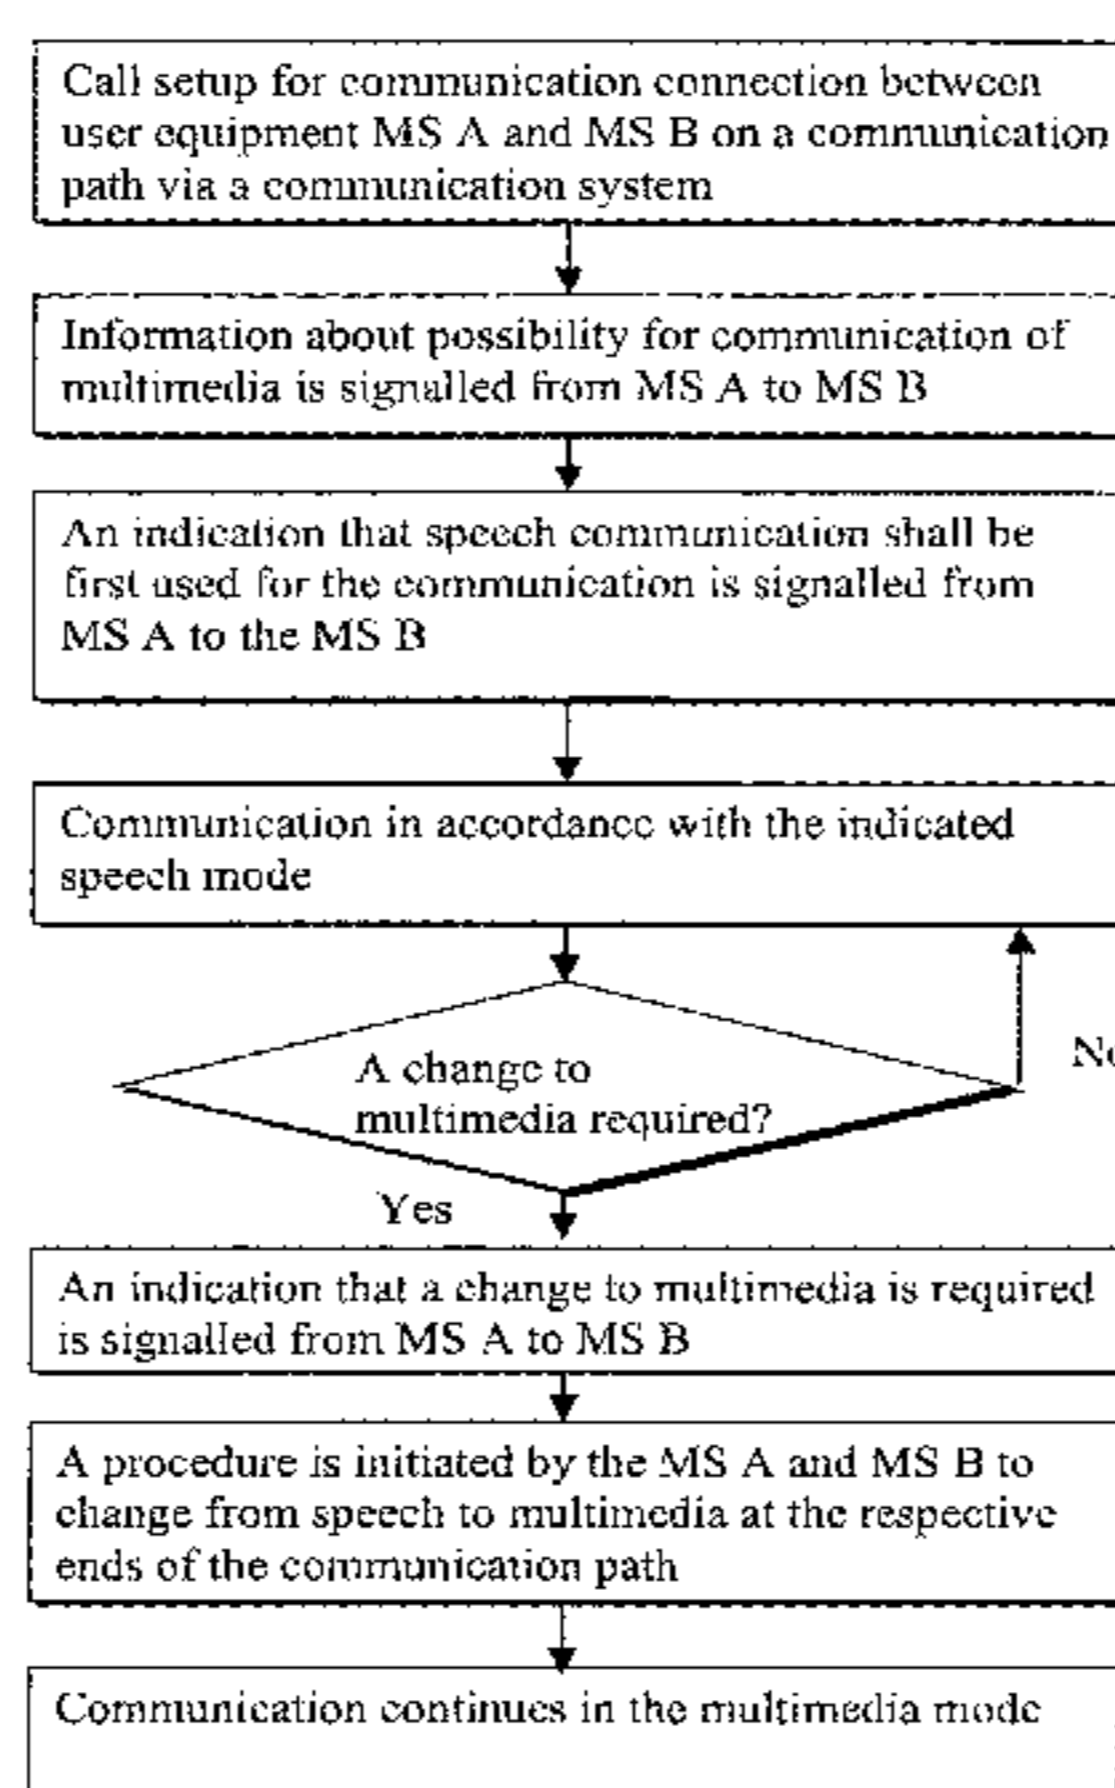 Call setup for communication connection between
user equipment MS A and MS B on a communication
path via a communication system
Information about possibility for communication of
multimedia is signalled from MS A to MS B
An indication that speech communication shall be
first used for the communication is signalled from
MS A to the MS B
Communication in accordance with the indicated
speech mode
No
A change to
multimedia required?
Yes
An indication that a change to multimedia is required
is signalled from MS A to MS B
A procedure is initiated by the MS A and MS B to
change from speech to multimedia at the respective
ends of the communication path
Communication continues in the multimedia mode